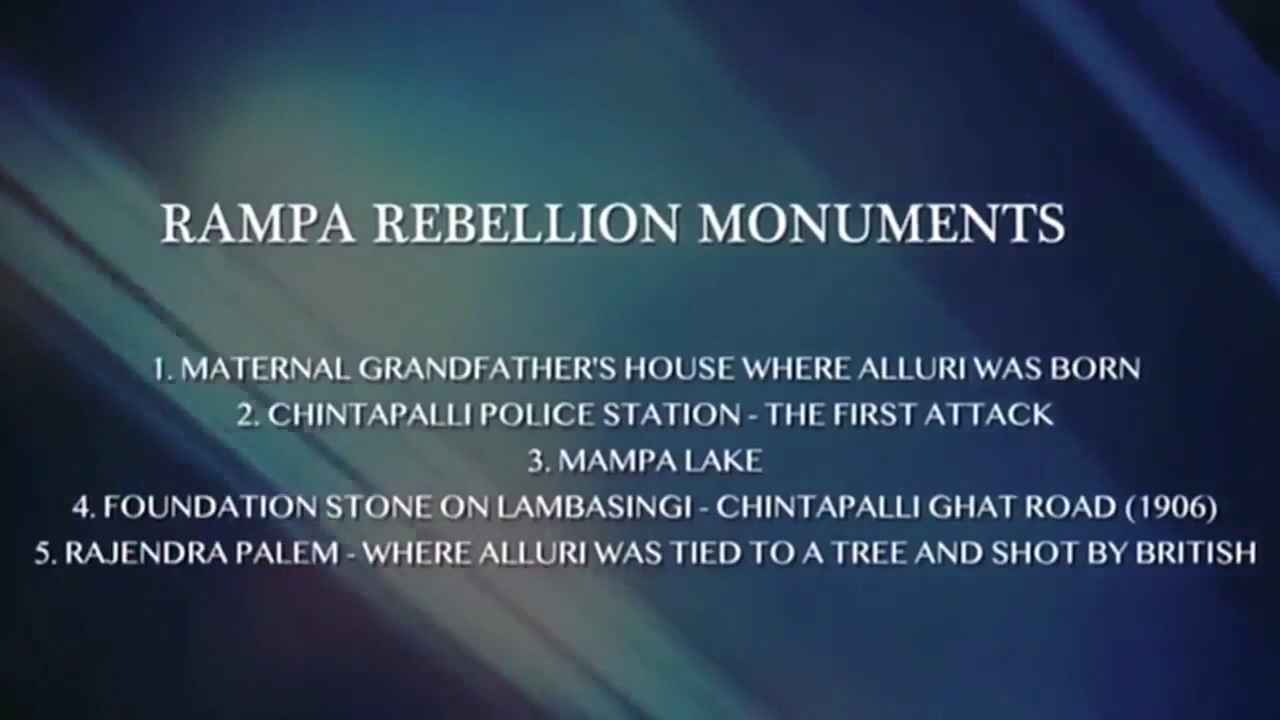 RAMPA REBELLION MONUMENTS
1. MATERNAL GRANDFATHER'S HOUSE WHERE ALLURI WAS BORN
2. CHINTAPALLI POLICE STATION - THE FIRST ATTACK
3. MAMPA LAKE
4. FOUNDATION STONE ON LAMBASINGI - CHINTAPALLI GHAT ROAD (1906)
5. RAJENDRA PALEM - WHERE ALLURI WAS TIED TO A TREE AND SHOT BY BRITISH